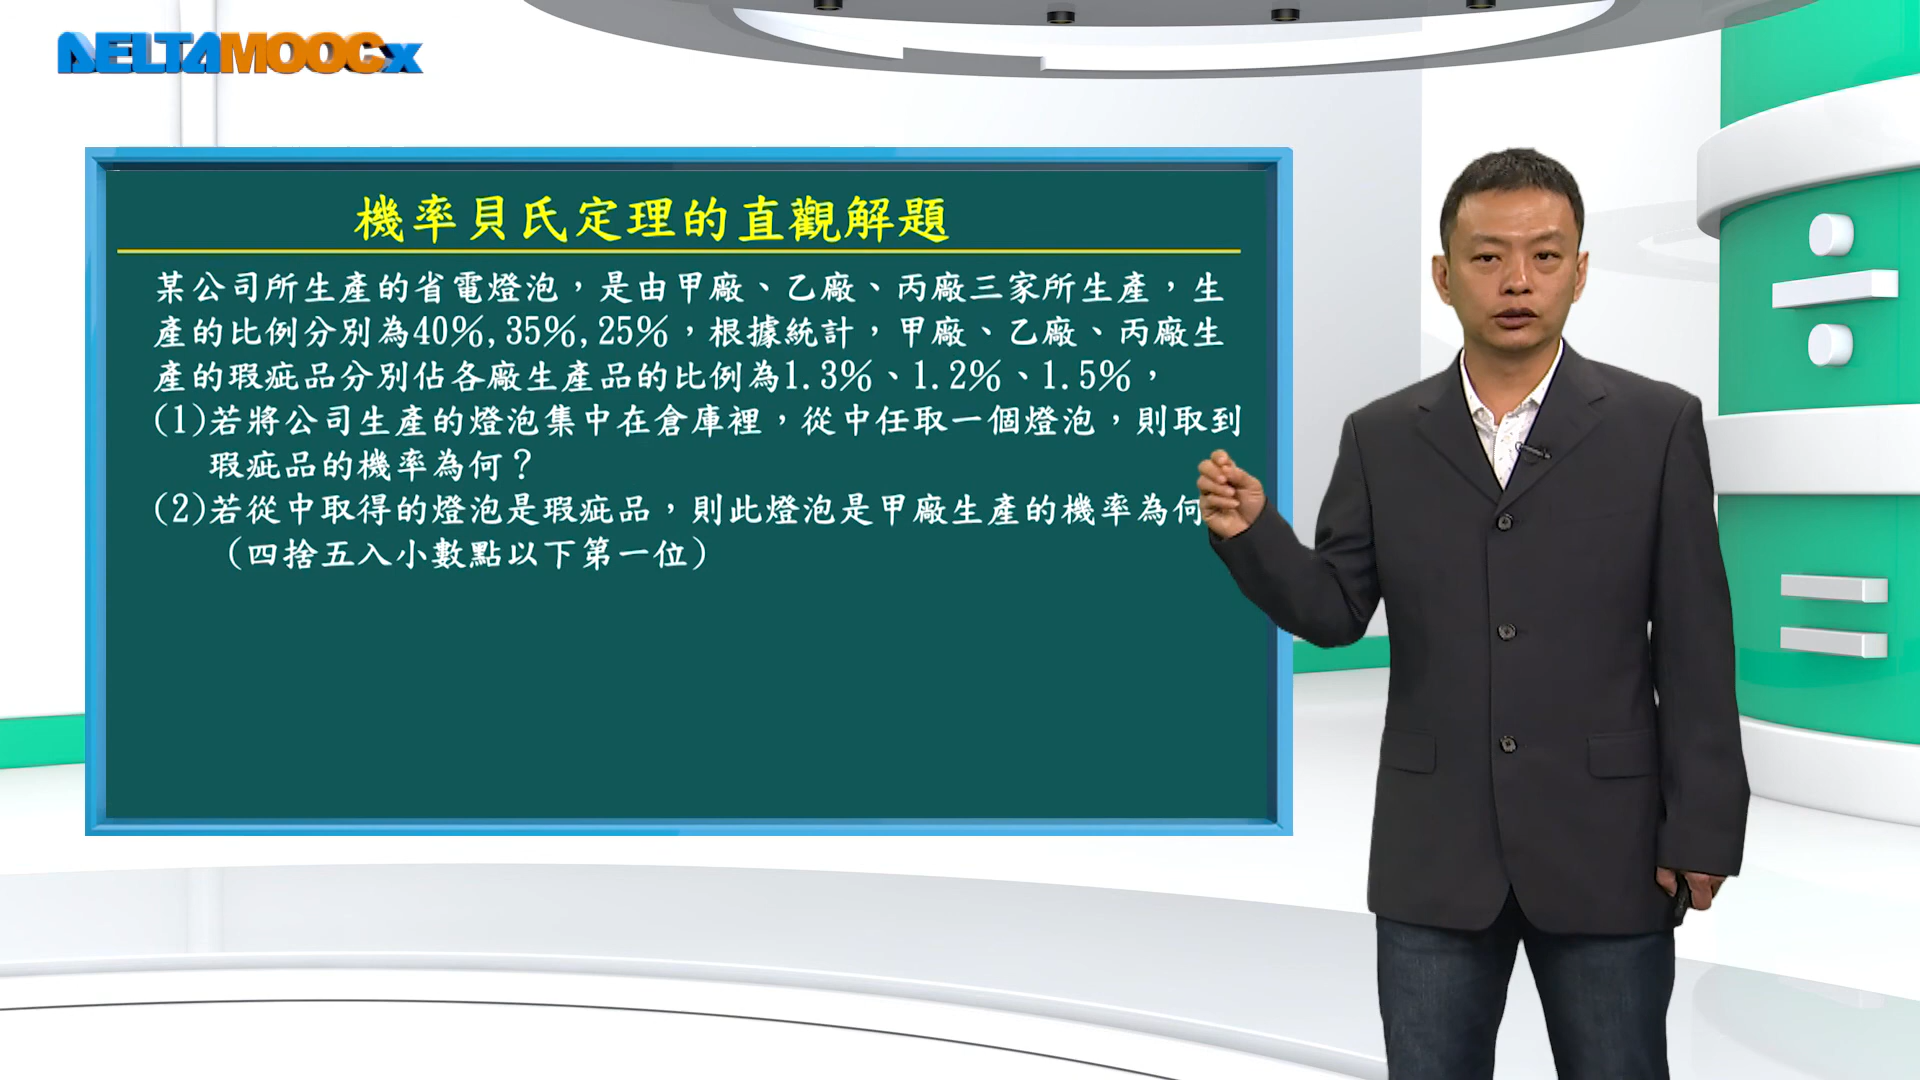 DELTAMOOCx
機率貝氏定理的直觀解題
某公司所生產的省電燈泡，是由甲廠、乙廠、丙廠三家所生產，生
產的比例分別為40%,35%,25%，根據統計，甲廠、乙廠、丙廠生
產的瑕疵品分別佔各廠生產品的比例為1.3%、1.2%、1.5%，
(1)若將公司生產的燈泡集中在倉庫裡，從中任取一個燈泡，則取到
瑕疵品的機率為何？
(2)若從中取得的燈泡是瑕疵品，則此燈泡是甲廠生產的機率為何
(四捨五入小數點以下第一位)